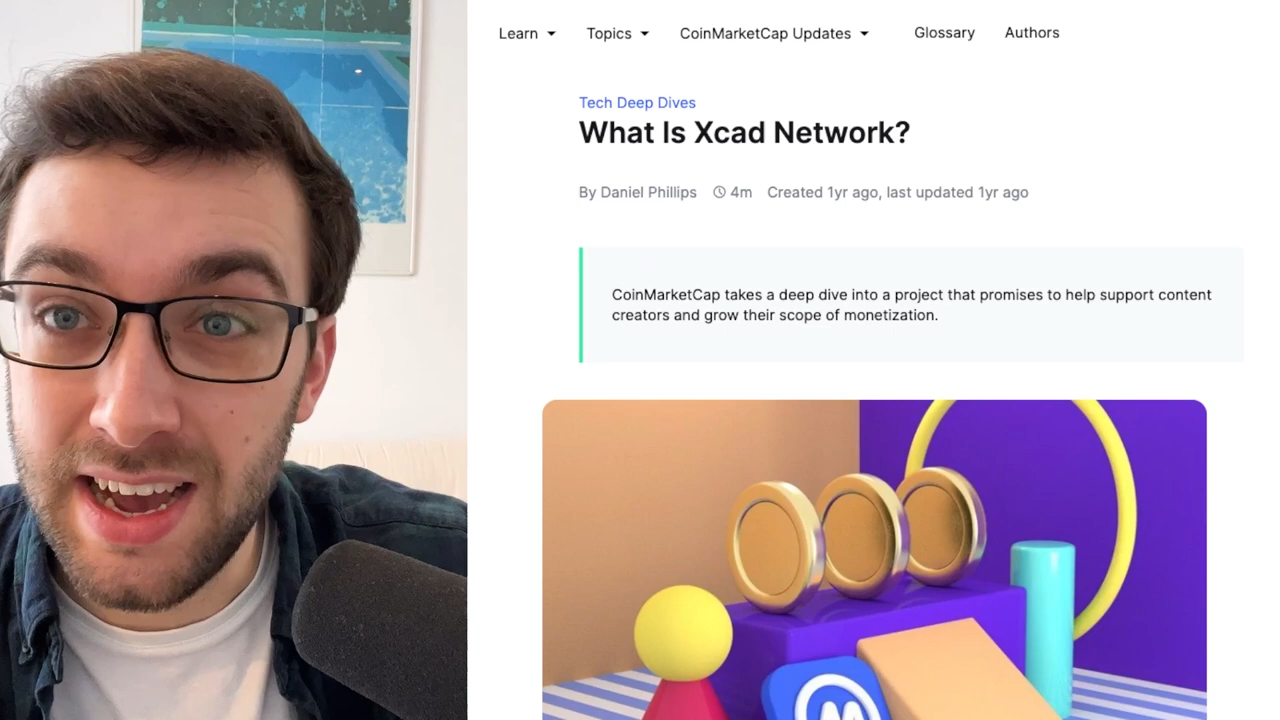 Learn Topics CoinMarketCap Updates Glossary Authors
Tech Deep Dives
What Is Xcad Network?
By Daniel Phillips 4m Created 1yr ago, last updated 1yr ago
CoinMarketCap takes a deep dive into a project that promises to help support content
creators and grow their scope of monetization.